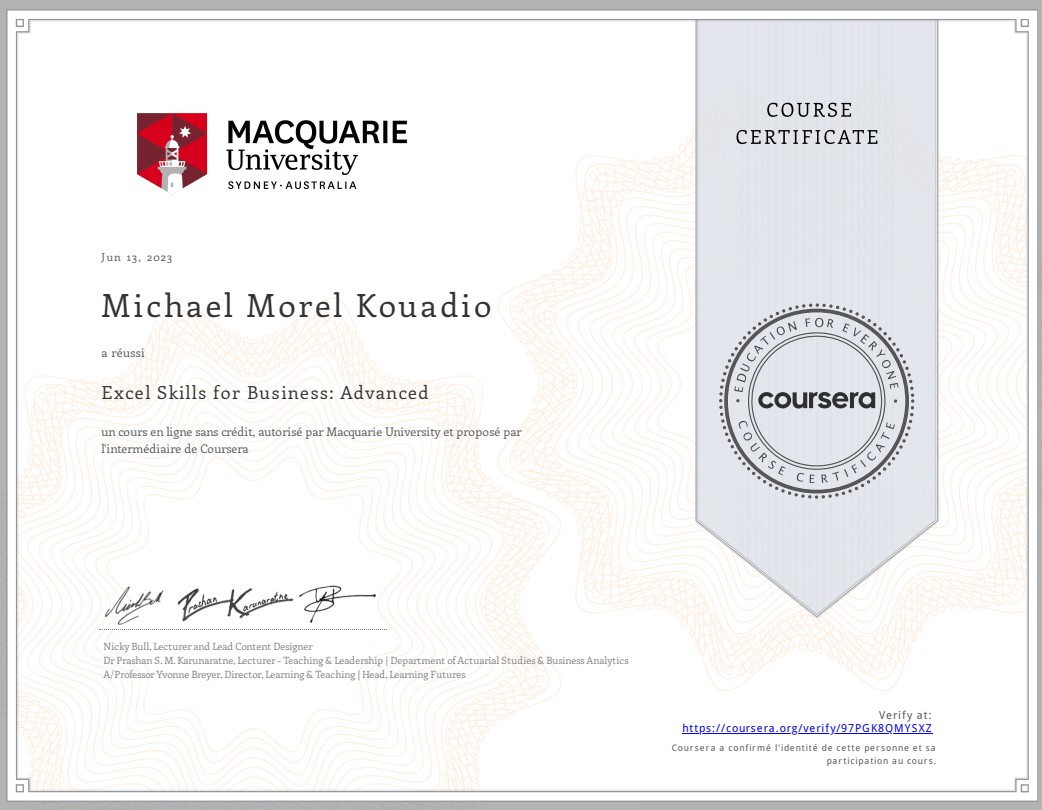 MACQUARIE
University
SYDNEY·AUSTRALIA
COURSE
CERTIFICATE
Jun 13, 2023
Michael Morel Kouadio
a réussi
Excel Skills for Business: Advanced
un cours en ligne sans crédit, autorisé par Macquarie University et proposé par
l'intermédiaire de Coursera
EDUCATION FOR EVERYONE
coursera
COURSE CERTIFICATE
Prashan Karunaratne
Nicky Bull, Lecturer and Lead Content Designer
Dr Prashan S. M. Karunaratne, Lecturer - Teaching & Leadership | Department of Actuarial Studies & Business Analytics
A/Professor Yvonne Breyer, Director, Learning & Teaching | Head, Learning Futures
Verify at:
https://coursera.org/verify/97PGK8QMYSXZ
Coursera a confirmé l'identité de cette personne et sa
participation au cours.